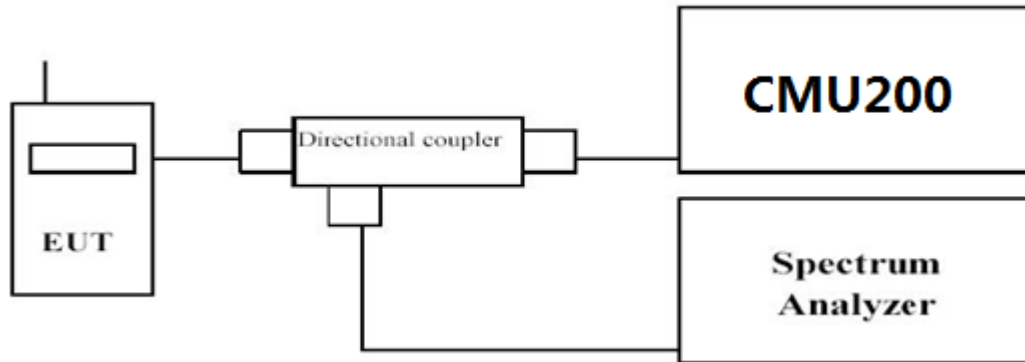 CMU200
Directional coupler
EUT
Spectrum
Analyzer